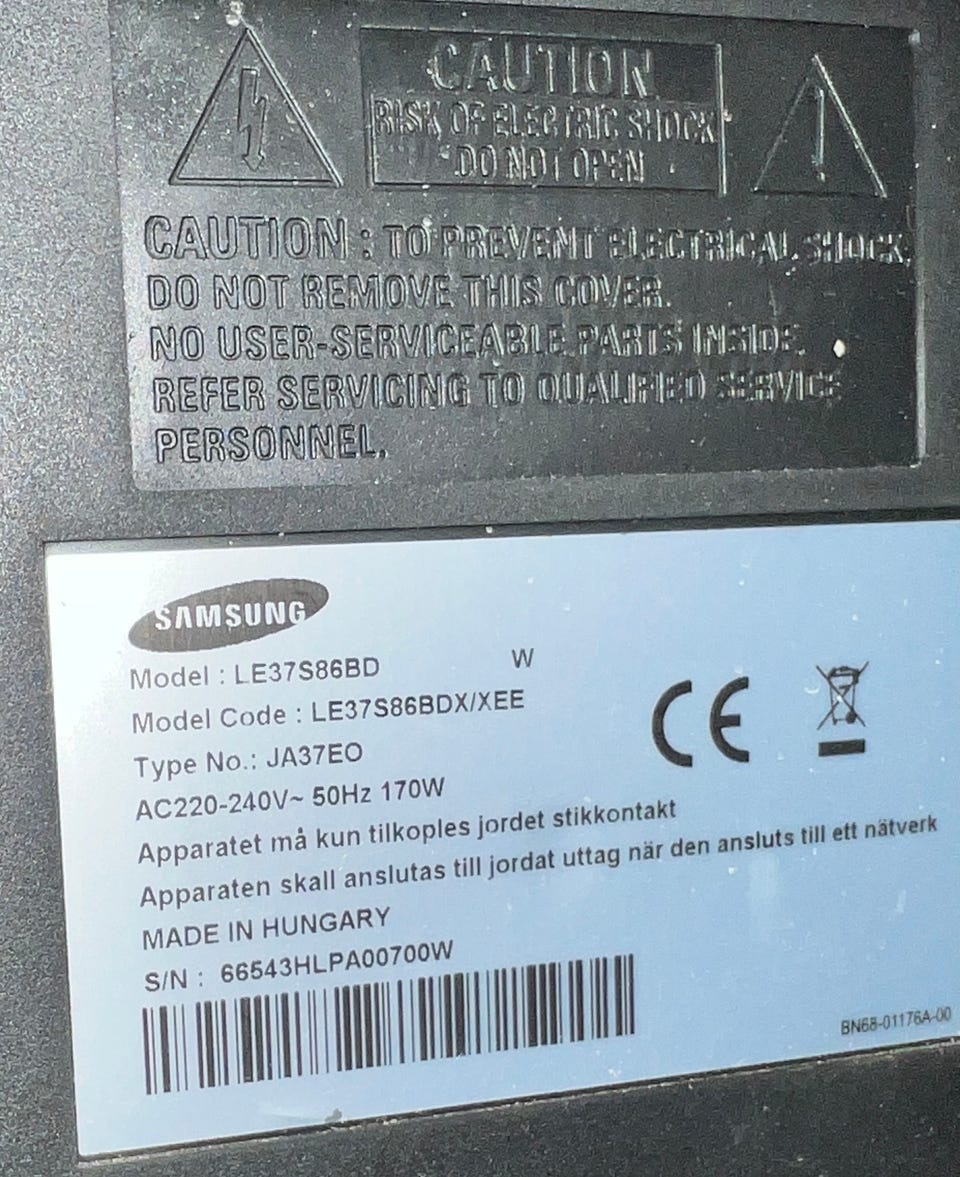 CAUTION
RISK OF ELECTRIC SHOCK
DO NOT OPEN
CAUTION : TO PREVENT ELECTRICAL SHOCK,
DO NOT REMOVE THIS COVER.
NO USER-SERVICEABLE PARTS INSIDE.
REFER SERVICING TO QUALIFIED SERVICE
PERSONNEL.
SAMSUNG
Model : LE37S86BD W
Model Code : LE37S86BDX/XEE
Type No.: JA37EO
AC220-240V~ 50Hz 170W
Apparatet må kun tilkoples jordet stikkontakt
Apparaten skall anslutas till jordat uttag när den ansluts till ett nätverk
MADE IN HUNGARY
S/N : 66543HLPA00700W
CE
BN68-01176A-00